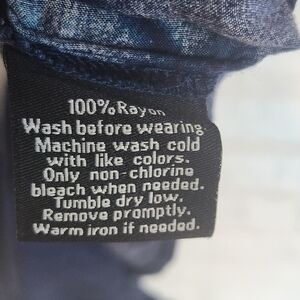 100% Rayon
Wash before wearing.
Machine wash cold
with like colors.
Only non-chlorine
bleach when needed.
Tumble dry low.
Remove promptly.
Warm iron if needed.